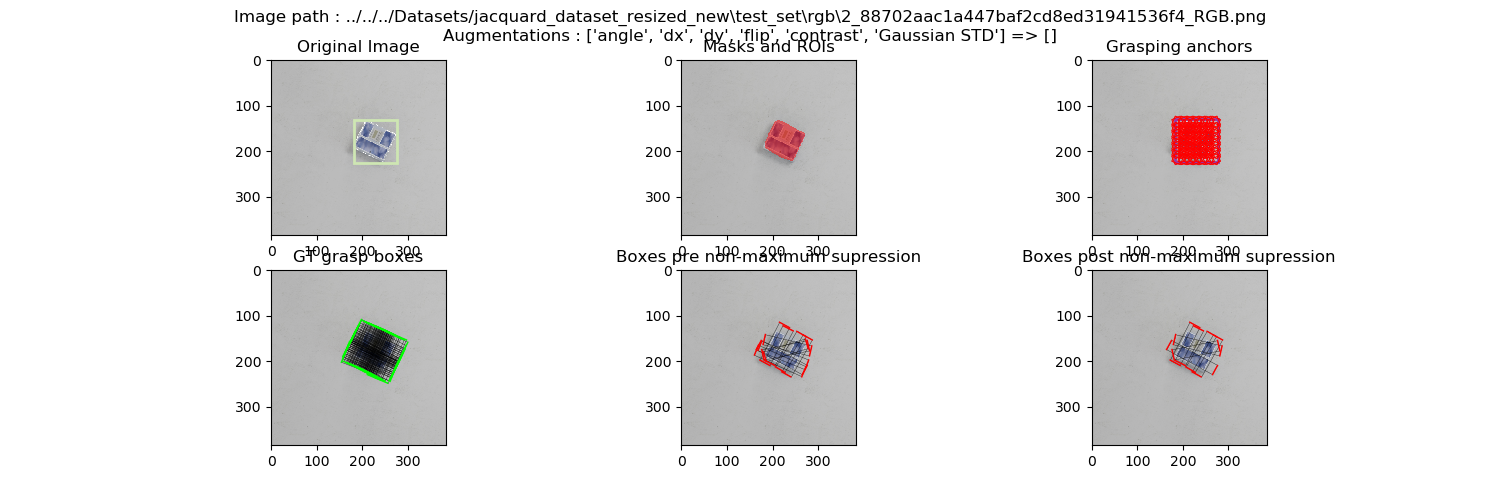 Image path : ../../../Datasets/jacquard_dataset_resized_new\test_set\rgb\2_88702aac1a447baf2cd8ed31941536f4_RGB.png
Augmentations : ['angle', 'dx', 'dy', 'flip', 'contrast', 'Gaussian STD'] => []
Original Image
Masks and ROIs
Grasping anchors
0 0 0
100 100 100
200 200 200
300 300 300
0 100 200 300 0 100 200 300 0 100 200 300
GT grasp boxes
Boxes pre non-maximum supression
Boxes post non-maximum supression
0 0 0
100 100 100
200 200 200
300 300 300
0 100 200 300 0 100 200 300 0 100 200 300